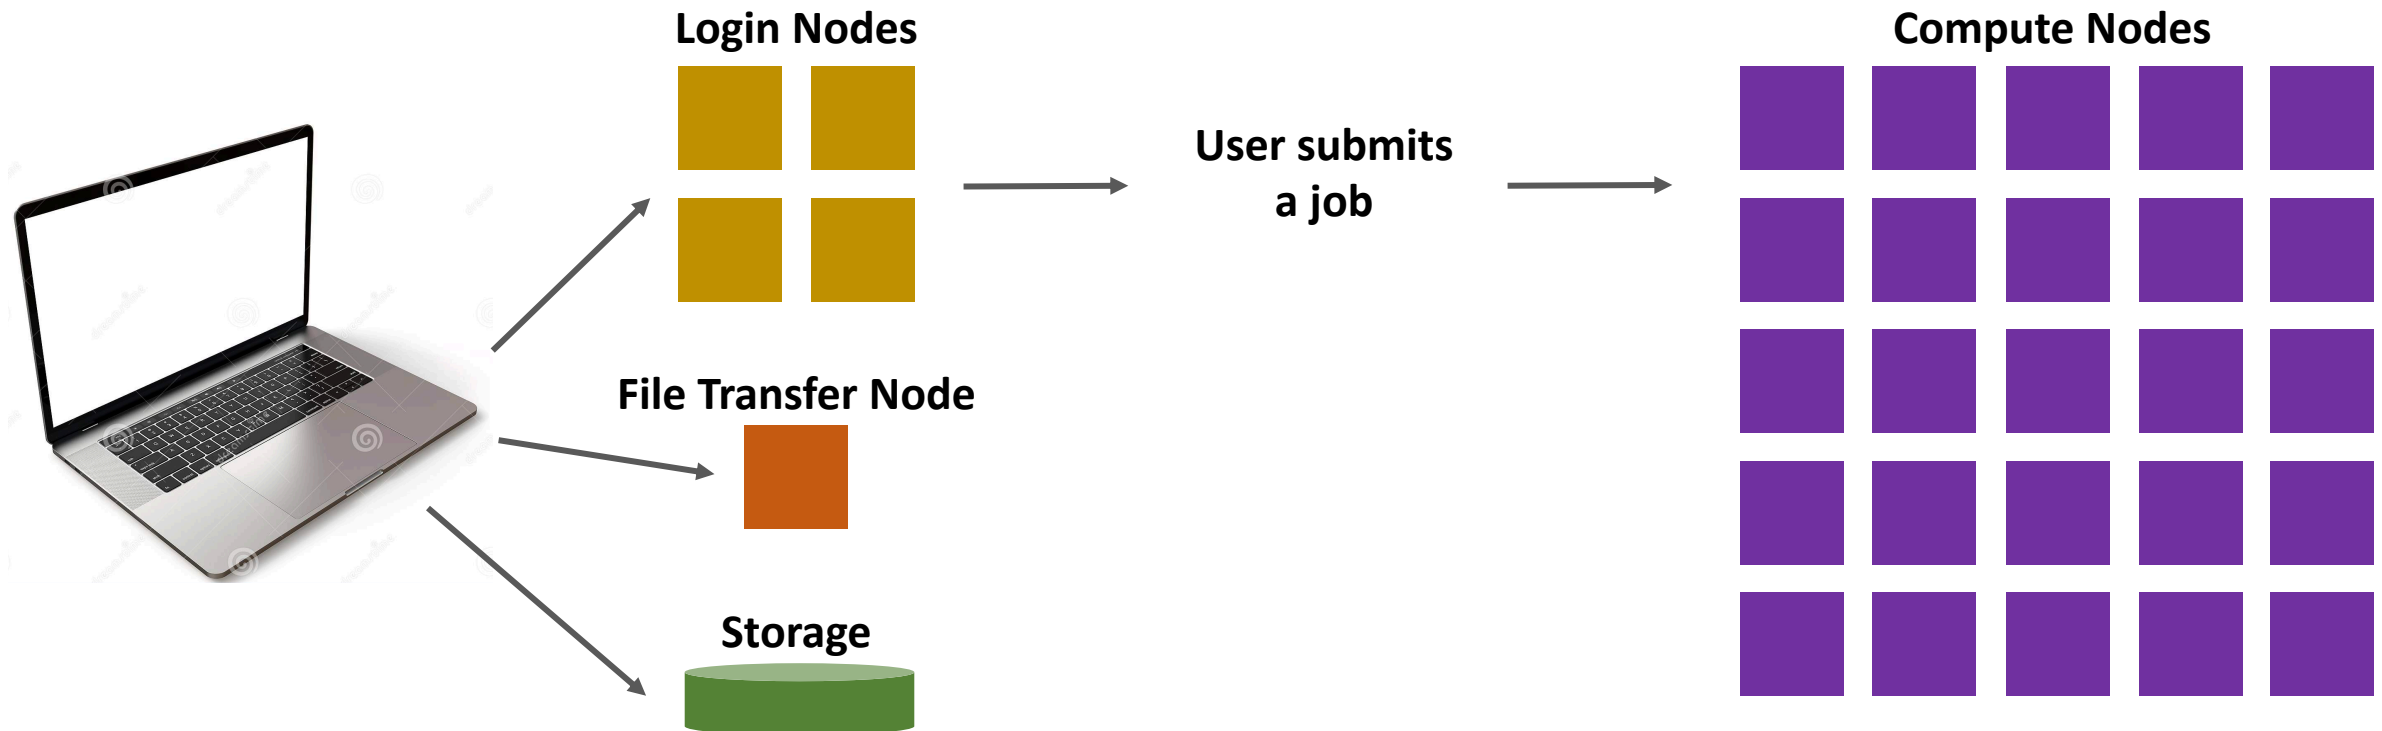 Login Nodes
Compute Nodes
User submits
a job
File Transfer Node
Storage